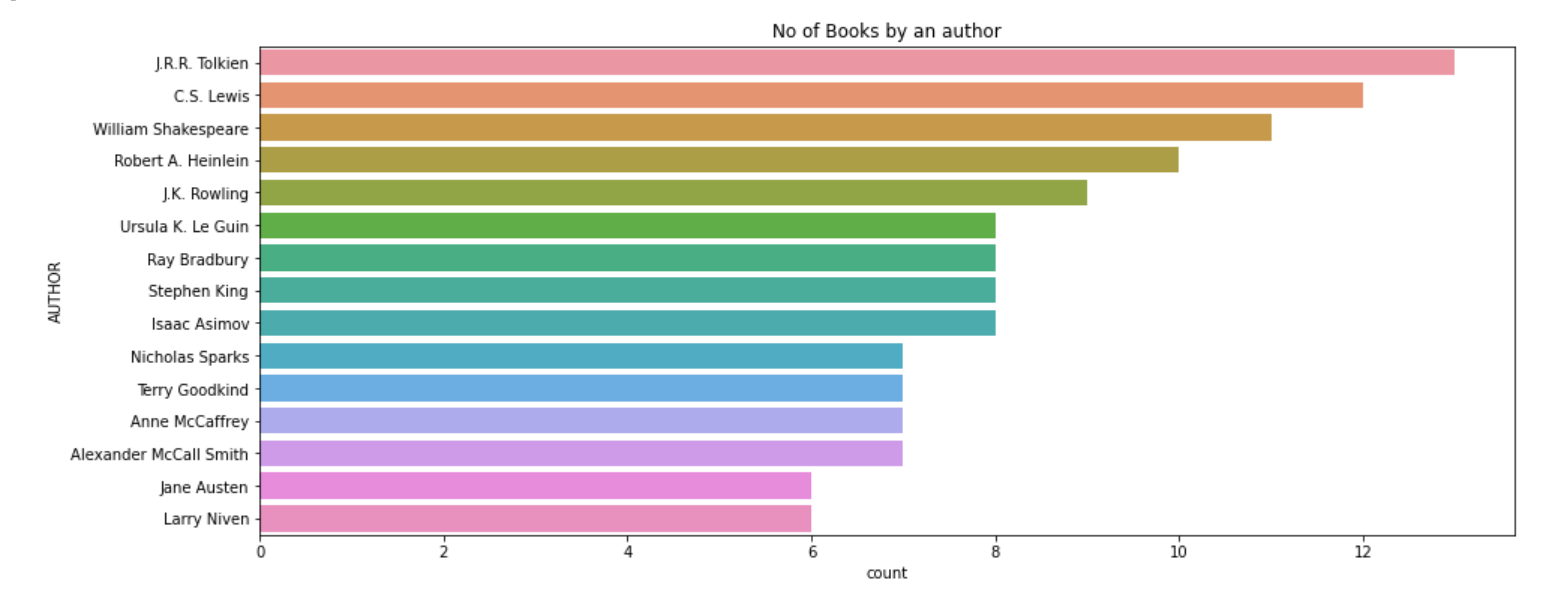 No of Books by an author
J.R.R. Tolkien
C.S. Lewis
William Shakespeare
Robert A. Heinlein
J.K. Rowling
Ursula K. Le Guin
Ray Bradbury
Stephen King
Isaac Asimov
Nicholas Sparks
Terry Goodkind
Anne McCaffrey
Alexander McCall Smith
Jane Austen
Larry Niven
AUTHOR
0 2 4 6 8 10 12
count